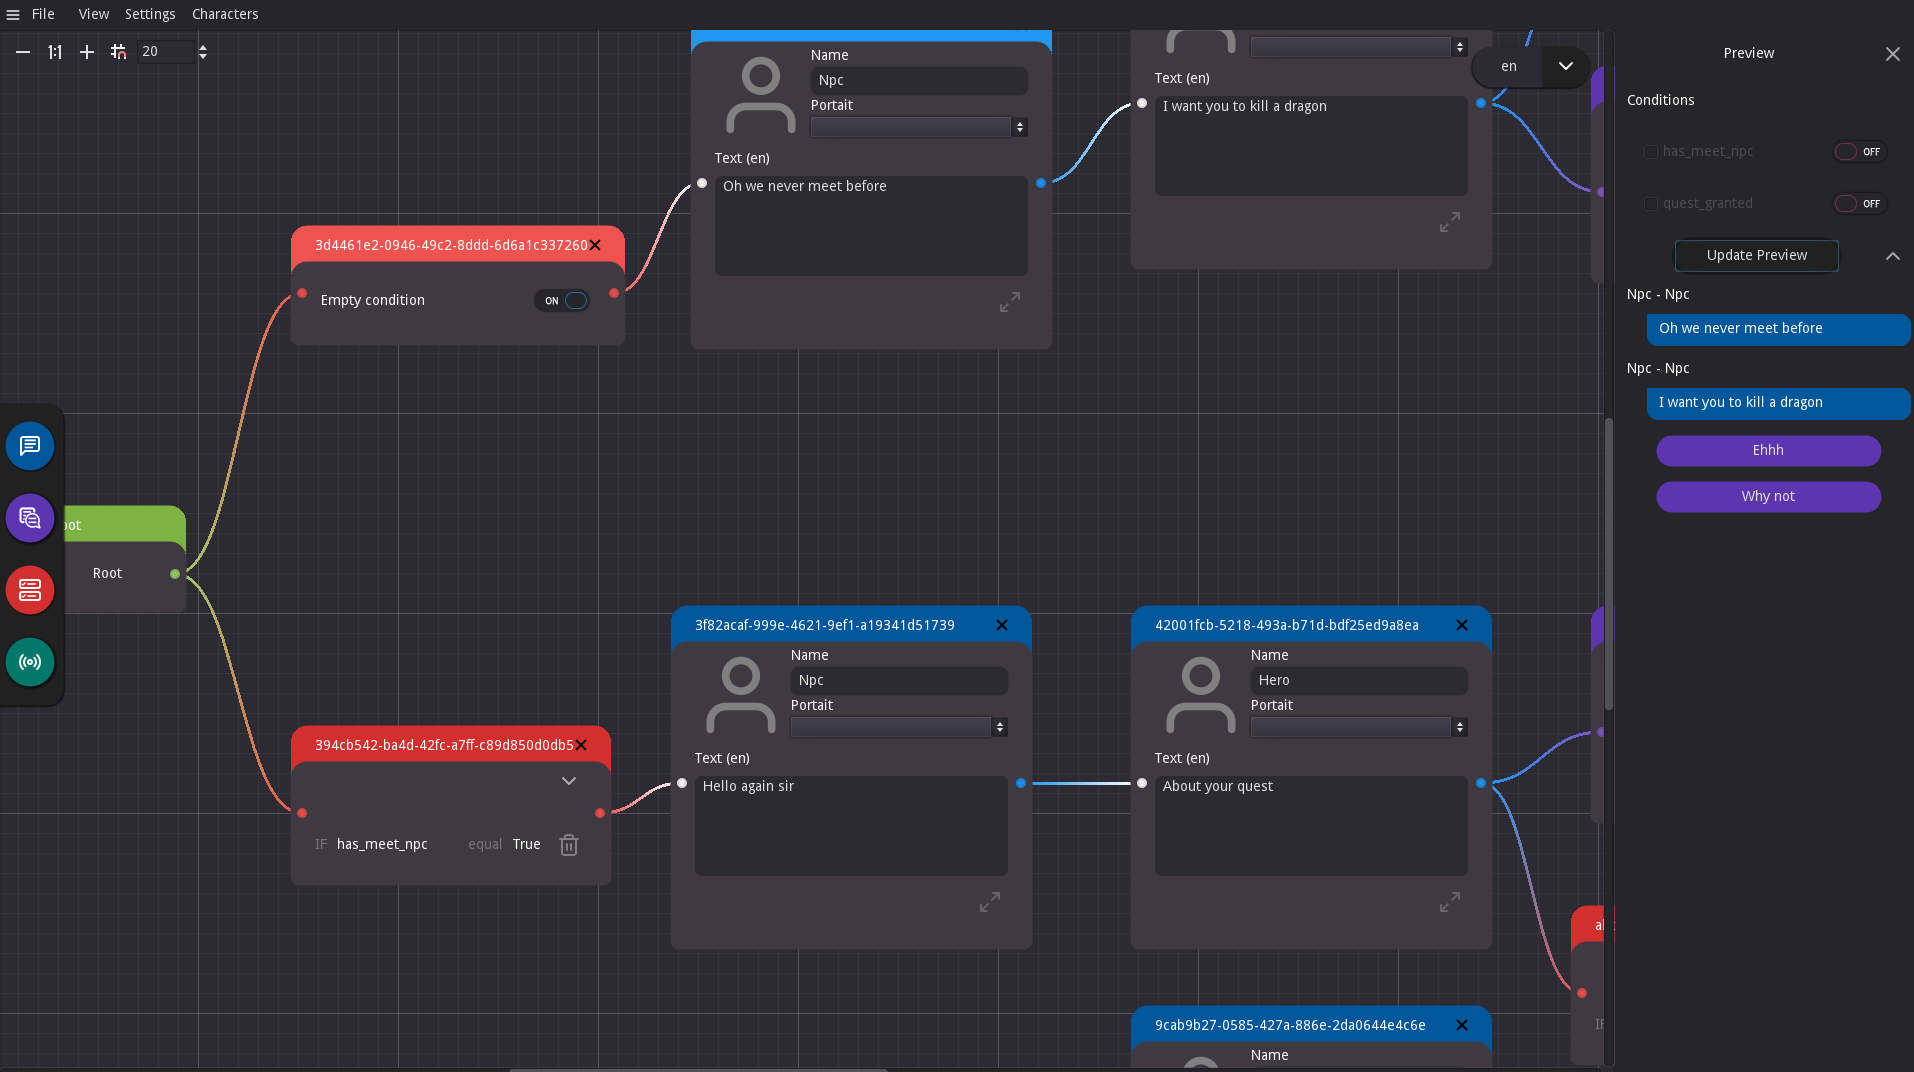 File View Settings Characters
1:1 20
Name
Npc
Portait
Text (en)
Oh we never meet before
Text (en)
I want you to kill a dragon
en
3d4461e2-0946-49c2-8ddd-6d6a1c337260
Empty condition ON
Root
394cb542-ba4d-42fc-a7ff-c89d850d0db5
IF has_meet_npc equal True
3f82acaf-999e-4621-9ef1-a19341d51739
Name
Npc
Portait
Text (en)
Hello again sir
42001fcb-5218-493a-b71d-bdf25ed9a8ea
Name
Hero
Portait
Text (en)
About your quest
IF
9cab9b27-0585-427a-886e-2da0644e4c6e
Name
Preview
Conditions
has_meet_npc OFF
quest_granted OFF
Update Preview
Npc - Npc
Oh we never meet before
Npc - Npc
I want you to kill a dragon
Ehhh
Why not